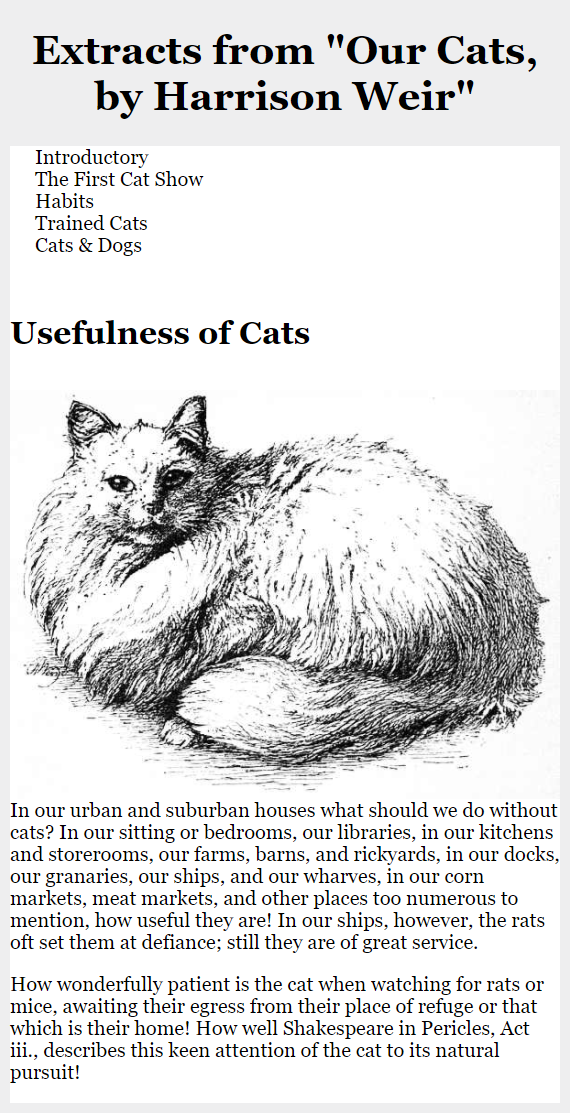 Extracts from "Our Cats,
by Harrison Weir"
Introductory
The First Cat Show
Habits
Trained Cats
Cats & Dogs
Usefulness of Cats
In our urban and suburban houses what should we do without
cats? In our sitting or bedrooms, our libraries, in our kitchens
and storerooms, our farms, barns, and rickyards, in our docks,
our granaries, our ships, and our wharves, in our corn
markets, meat markets, and other places too numerous to
mention, how useful they are! In our ships, however, the rats
oft set them at defiance; still they are of great service.
How wonderfully patient is the cat when watching for rats or
mice, awaiting their egress from their place of refuge or that
which is their home! How well Shakespeare in Pericles, Act
iii., describes this keen attention of the cat to its natural
pursuit!